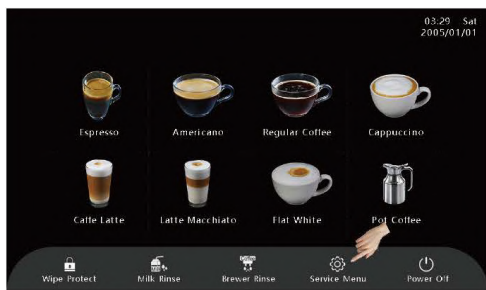 03:29 Sat
2005/01/01
Espresso
Americano
Regular Coffee
Cappuccino
Caffe Latte
Latte Macchiato
Flat White
Pot Coffee
Wipe Protect
Milk Rinse
Brewer Rinse
Service Menu
Power Off